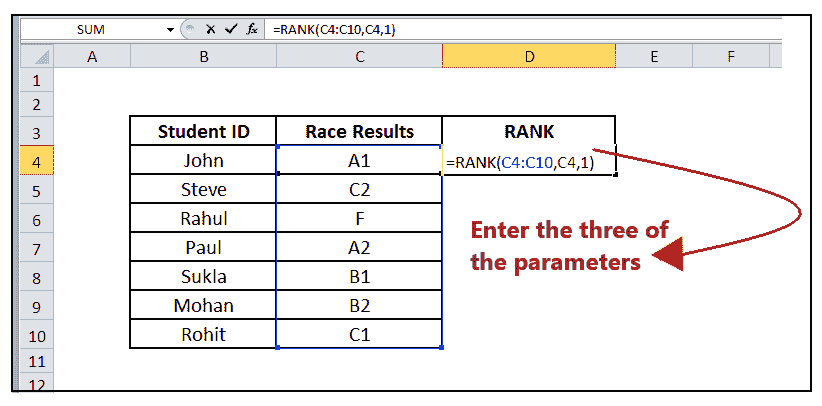 SUM =RANK(C4:C10,C4,1)
A B C D E F
1
2
3 Student ID Race Results RANK
4 John A1 =RANK(C4:C10,C4,1)
5 Steve C2
6 Rahul F
7 Paul A2
8 Sukla B1
9 Mohan B2
10 Rohit C1
Enter the three of
the parameters
11
12